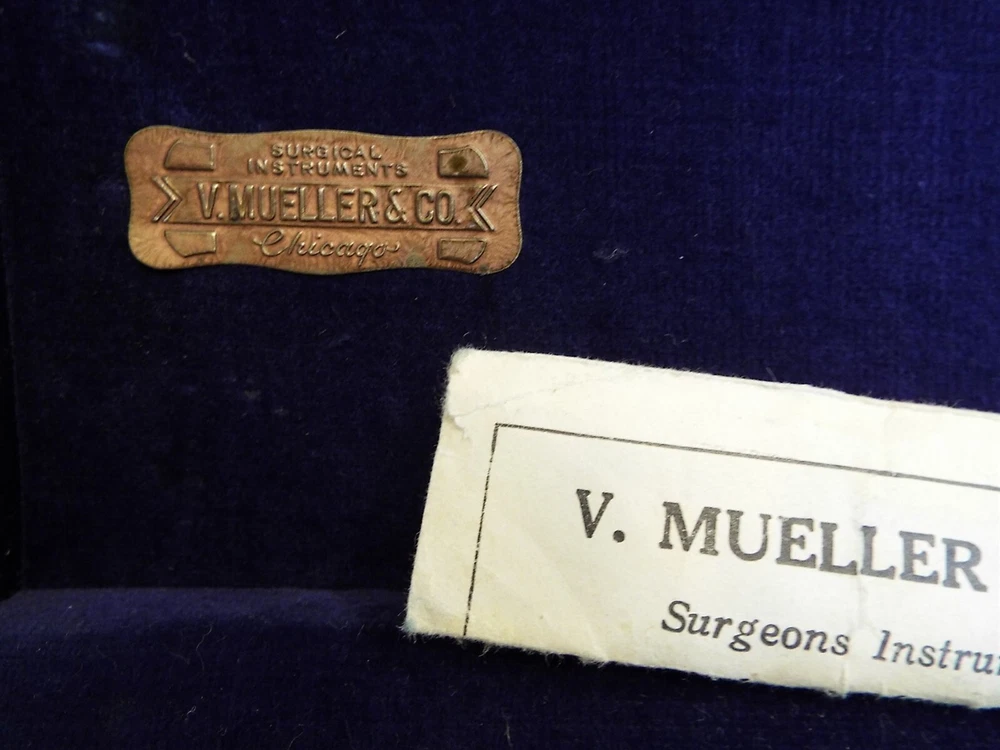 SURGICAL
INSTRUMENTS
V. MUELLER & CO.
Chicago
V. MUELLER
Surgeons